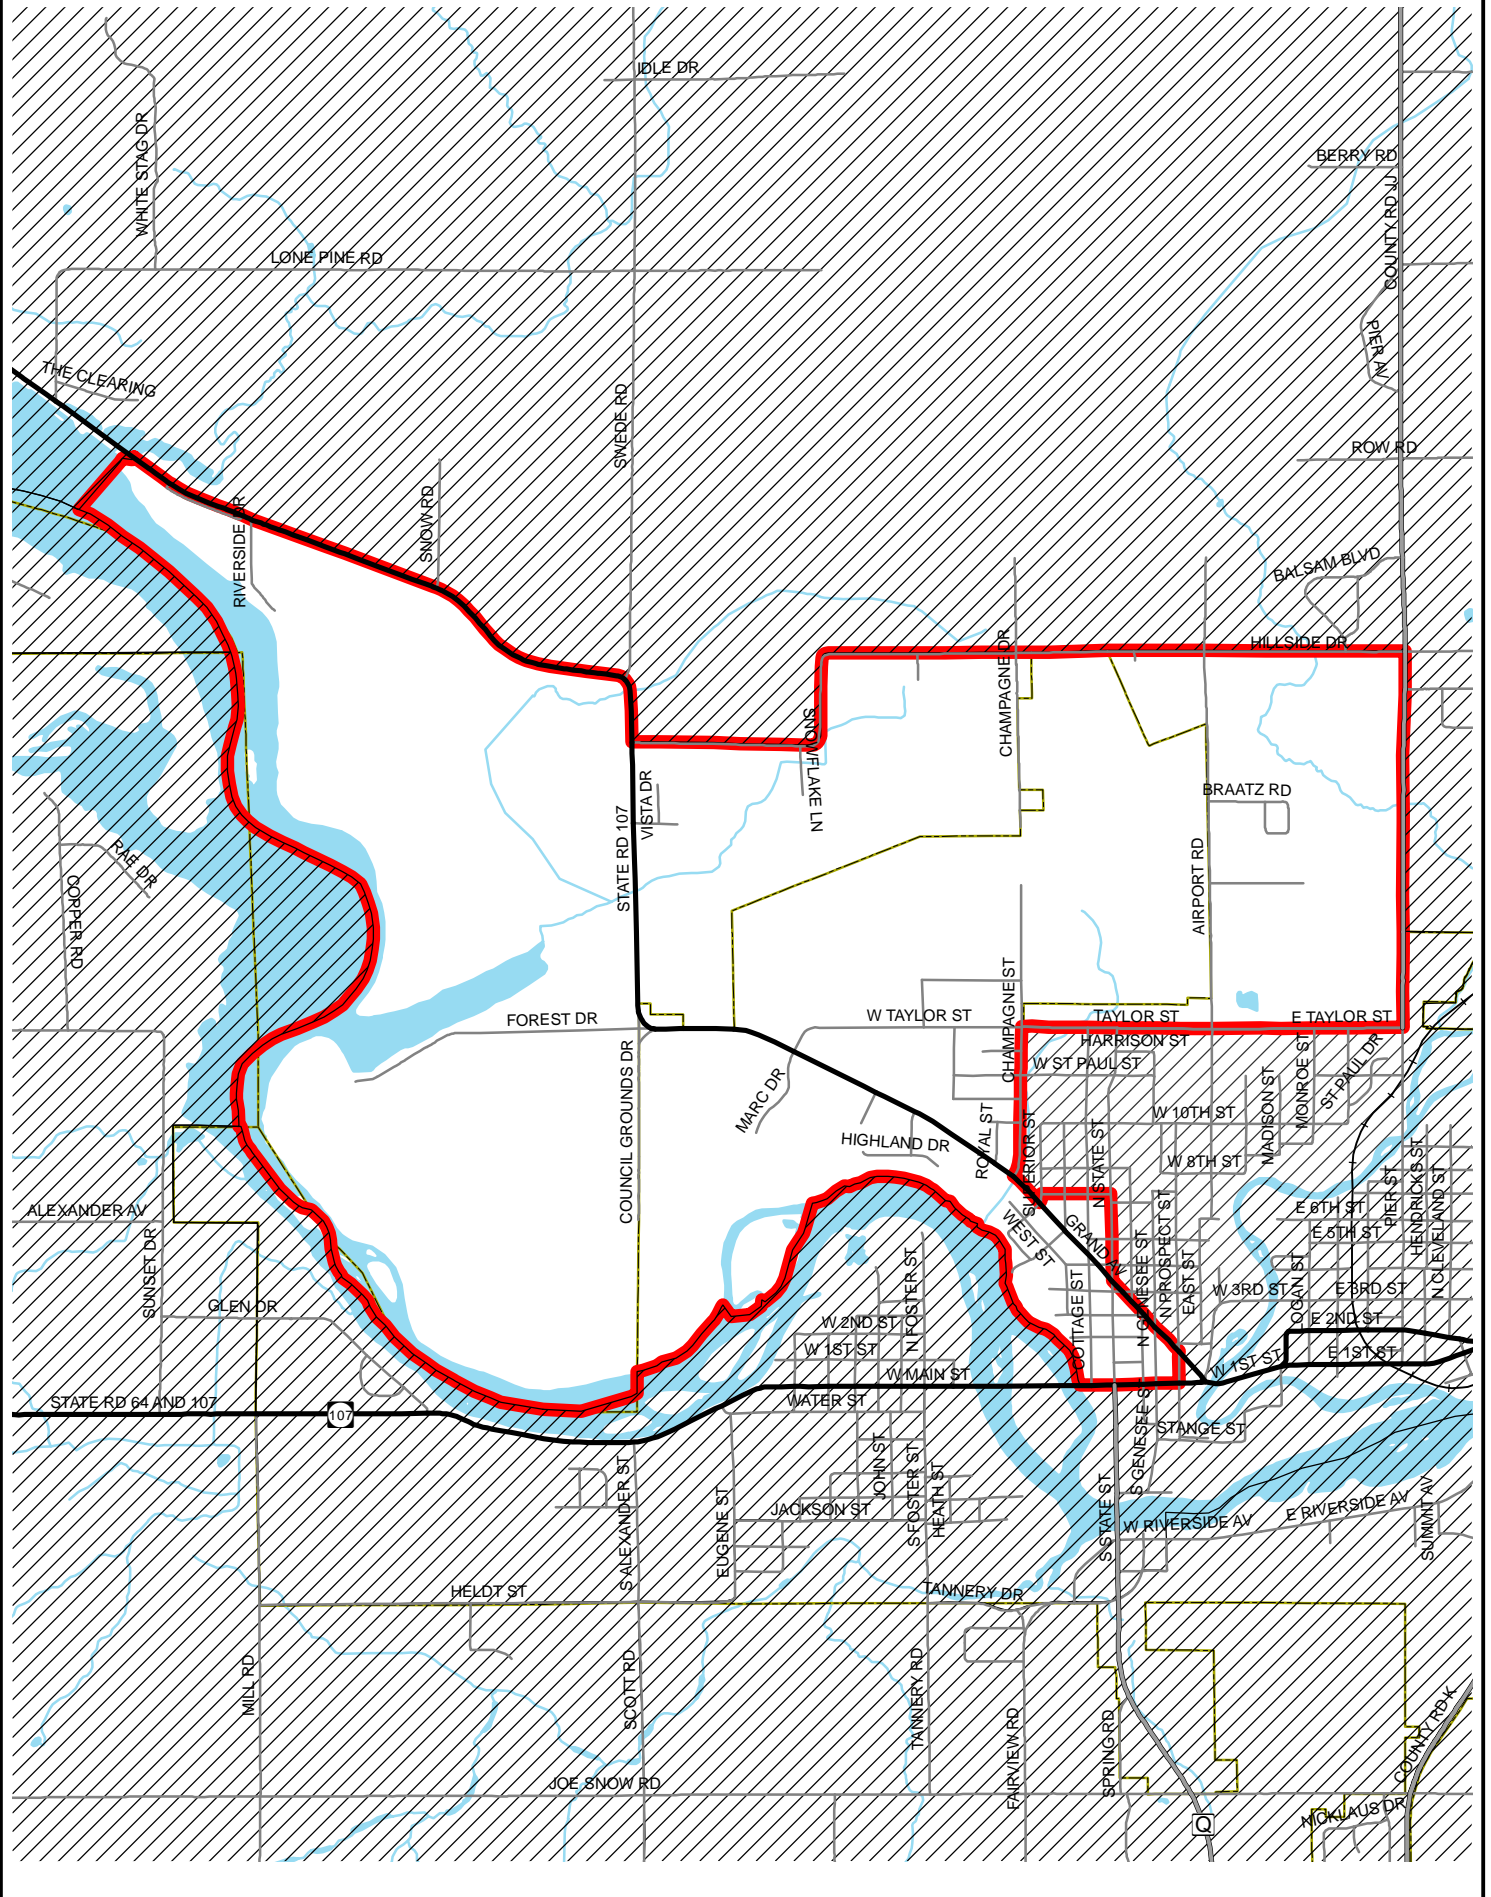 IDLE DR
WHITE STAG DR
BERRY RD
COUNTY RD JJ
LONE PINE RD
PIER AV
THE CLEARING
SWEDE RD
ROW RD
SNOW RD
RIVERSIDE DR
BALSAM BLVD
HILLSIDE DR
CHAMPAGNE DR
SNOWFLAKE LN
VISTA DR
STATE RD 107
BRAATZ RD
RAE DR
COPPER RD
AIRPORT RD
CHAMPAGNE ST
FOREST DR
W TAYLOR ST
TAYLOR ST
E TAYLOR ST
HARRISON ST
W ST PAUL ST
MONROE ST
ST PAUL DR
MADISON ST
COUNCIL GROUNDS DR
MARC DR
W 10TH ST
ROYAL ST
HIGHLAND DR
SUPERIOR ST
N STATE ST
W 8TH ST
PIER ST
HENDRICKS ST
N CLEVELAND ST
ALEXANDER AV
SUNSET DR
E 6TH ST
E 5TH ST
WEST ST
GRAND AV
N GENESEE ST
N PROSPECT ST
EAST ST
W 3RD ST
E 3RD ST
N FOSTER ST
COTTAGE ST
GLEN DR
W 2ND ST
E 2ND ST
W 1ST ST
E 1ST ST
W 1ST ST
W MAIN ST
STATE RD 64 AND 107
107
WATER ST
S GENESEE ST
STANGE ST
JOHN ST
S FOSTER ST
HEATH ST
S ALEXANDER ST
EUGENE ST
JACKSON ST
S STATE ST
W RIVERSIDE AV
E RIVERSIDE AV
SUMMIT AV
HELDT ST
TANNERY DR
MILL RD
SCOTT RD
TANNERY RD
FAIRVIEW RD
SPRING RD
COUNTY RD K
JOE SNOW RD
NICKLAUS DR
Q